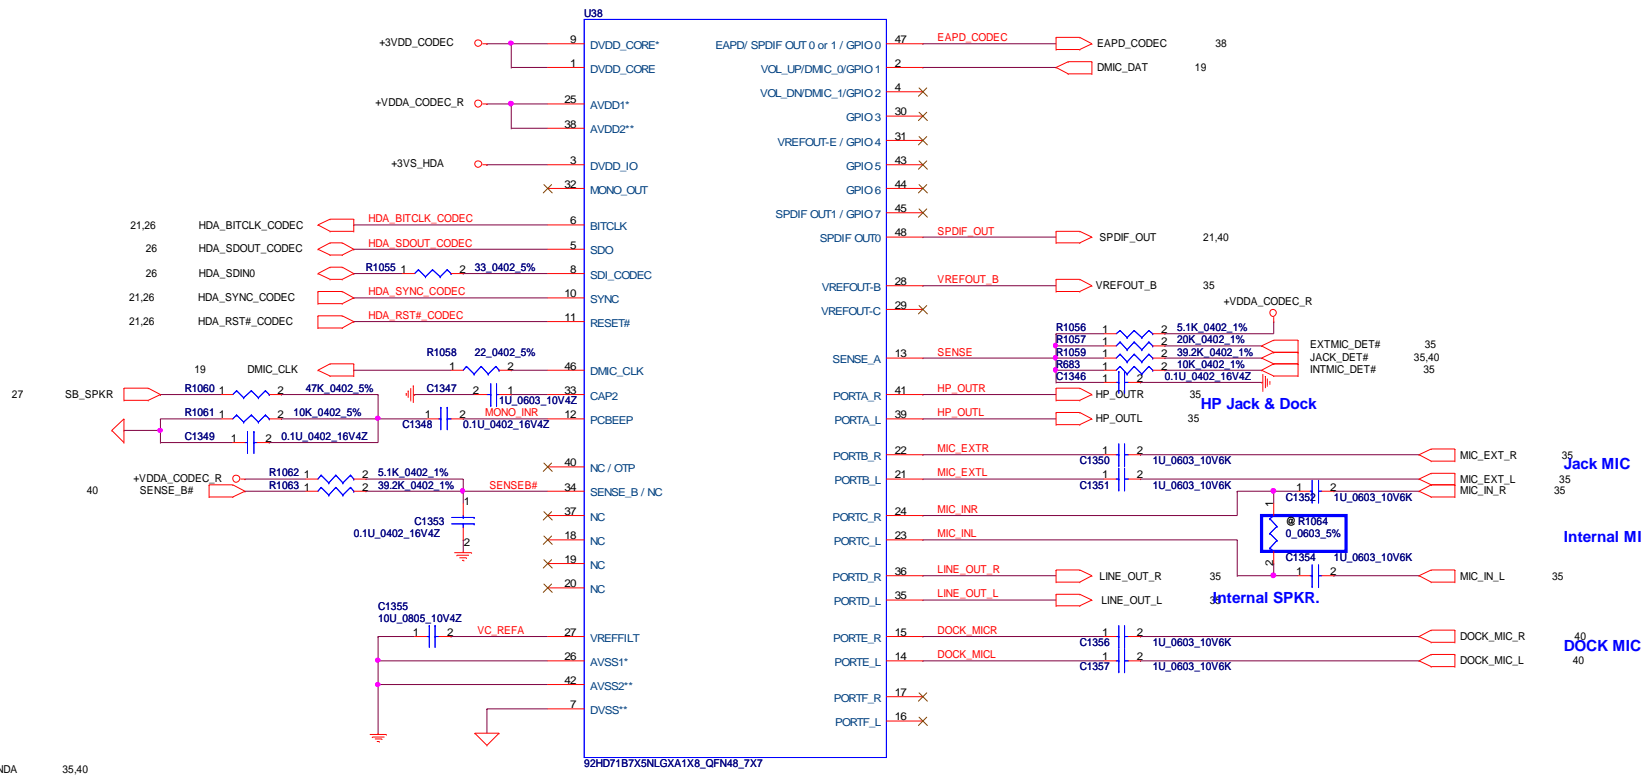 U38
+3VDD_CODEC 9 DVDD_CORE* EAPD/ SPDIF OUT 0 or 1 / GPIO 0 47 EAPD_CODEC EAPD_CODEC 38
1 DVDD_CORE VOL_UP/DMIC_0/GPIO 1 2 DMIC_DAT 19
VOL_DN/DMIC_1/GPIO 2 4
+VDDA_CODEC_R 25 AVDD1*
GPIO 3 30
38 AVDD2**
VREFOUT-E / GPIO 4 31
+3VS_HDA 3 DVDD_IO GPIO 5 43
32 MONO_OUT GPIO 6 44
SPDIF OUT1 / GPIO 7 45
21,26 HDA_BITCLK_CODEC HDA_BITCLK_CODEC 6 BITCLK
SPDIF OUT0 48 SPDIF_OUT SPDIF_OUT 21,40
26 HDA_SDOUT_CODEC HDA_SDOUT_CODEC 5 SDO
26 HDA_SDIN0 R1055 1 2 33_0402_5% 8 SDI_CODEC
VREFOUT-B 28 VREFOUT_B VREFOUT_B 35
21,26 HDA_SYNC_CODEC HDA_SYNC_CODEC 10 SYNC
+VDDA_CODEC_R
VREFOUT-C 29
21,26 HDA_RST#_CODEC HDA_RST#_CODEC 11 RESET#
R1056 1 2 5.1K_0402_1%
R1057 1 2 20K_0402_1% EXTMIC_DET# 35
SENSE_A 13 SENSE R1059 1 2 39.2K_0402_1% JACK_DET# 35,40
R683 1 2 10K_0402_1% INTMIC_DET# 35
C1346 1 2 0.1U_0402_16V4Z
R1058 1 2 22_0402_5%
19 DMIC_CLK 46 DMIC_CLK
27 SB_SPKR R1060 1 2 47K_0402_5% C1347 2 1 1U_0603_10V4Z 33 CAP2
PORTA_R 41 HP_OUTR HP_OUTR 35
HP Jack & Dock
R1061 1 2 10K_0402_5% C1348 1 2 MONO_INR 0.1U_0402_16V4Z 12 PCBEEP
PORTA_L 39 HP_OUTL HP_OUTL 35
C1349 1 2 0.1U_0402_16V4Z
PORTB_R 22 MIC_EXTR C1350 1 2 1U_0603_10V6K MIC_EXT_R 35
Jack MIC
40 NC / OTP
PORTB_L 21 MIC_EXTL C1351 1 2 1U_0603_10V6K MIC_EXT_L 35
+VDDA_CODEC_R R1062 1 2 5.1K_0402_1%
40 SENSE_B# R1063 1 2 39.2K_0402_1% SENSEB# 34 SENSE_B / NC
C1352 1 2 1U_0603_10V6K MIC_IN_R 35
37 NC PORTC_R 24 MIC_INR
C1353 1 2 0.1U_0402_16V4Z
@ R1064 1 2 0_0603_5%
18 NC PORTC_L 23 MIC_INL
Internal MI
19 NC
C1354 1 2 1U_0603_10V6K MIC_IN_L 35
PORTD_R 36 LINE_OUT_R LINE_OUT_R 35
20 NC
PORTD_L 35 LINE_OUT_L LINE_OUT_L
Internal SPKR.
C1355
10U_0805_10V4Z
1 2 VC_REFA 27 VREFFILT
PORTE_R 15 DOCK_MICR C1356 1 2 1U_0603_10V6K DOCK_MIC_R 40
DOCK MIC
26 AVSS1*
PORTE_L 14 DOCK_MICL C1357 1 2 1U_0603_10V6K DOCK_MIC_L 40
42 AVSS2**
PORTF_R 17
7 DVSS**
PORTF_L 16
92HD71B7X5NLGXA1X8_QFN48_7X7
NDA 35,40